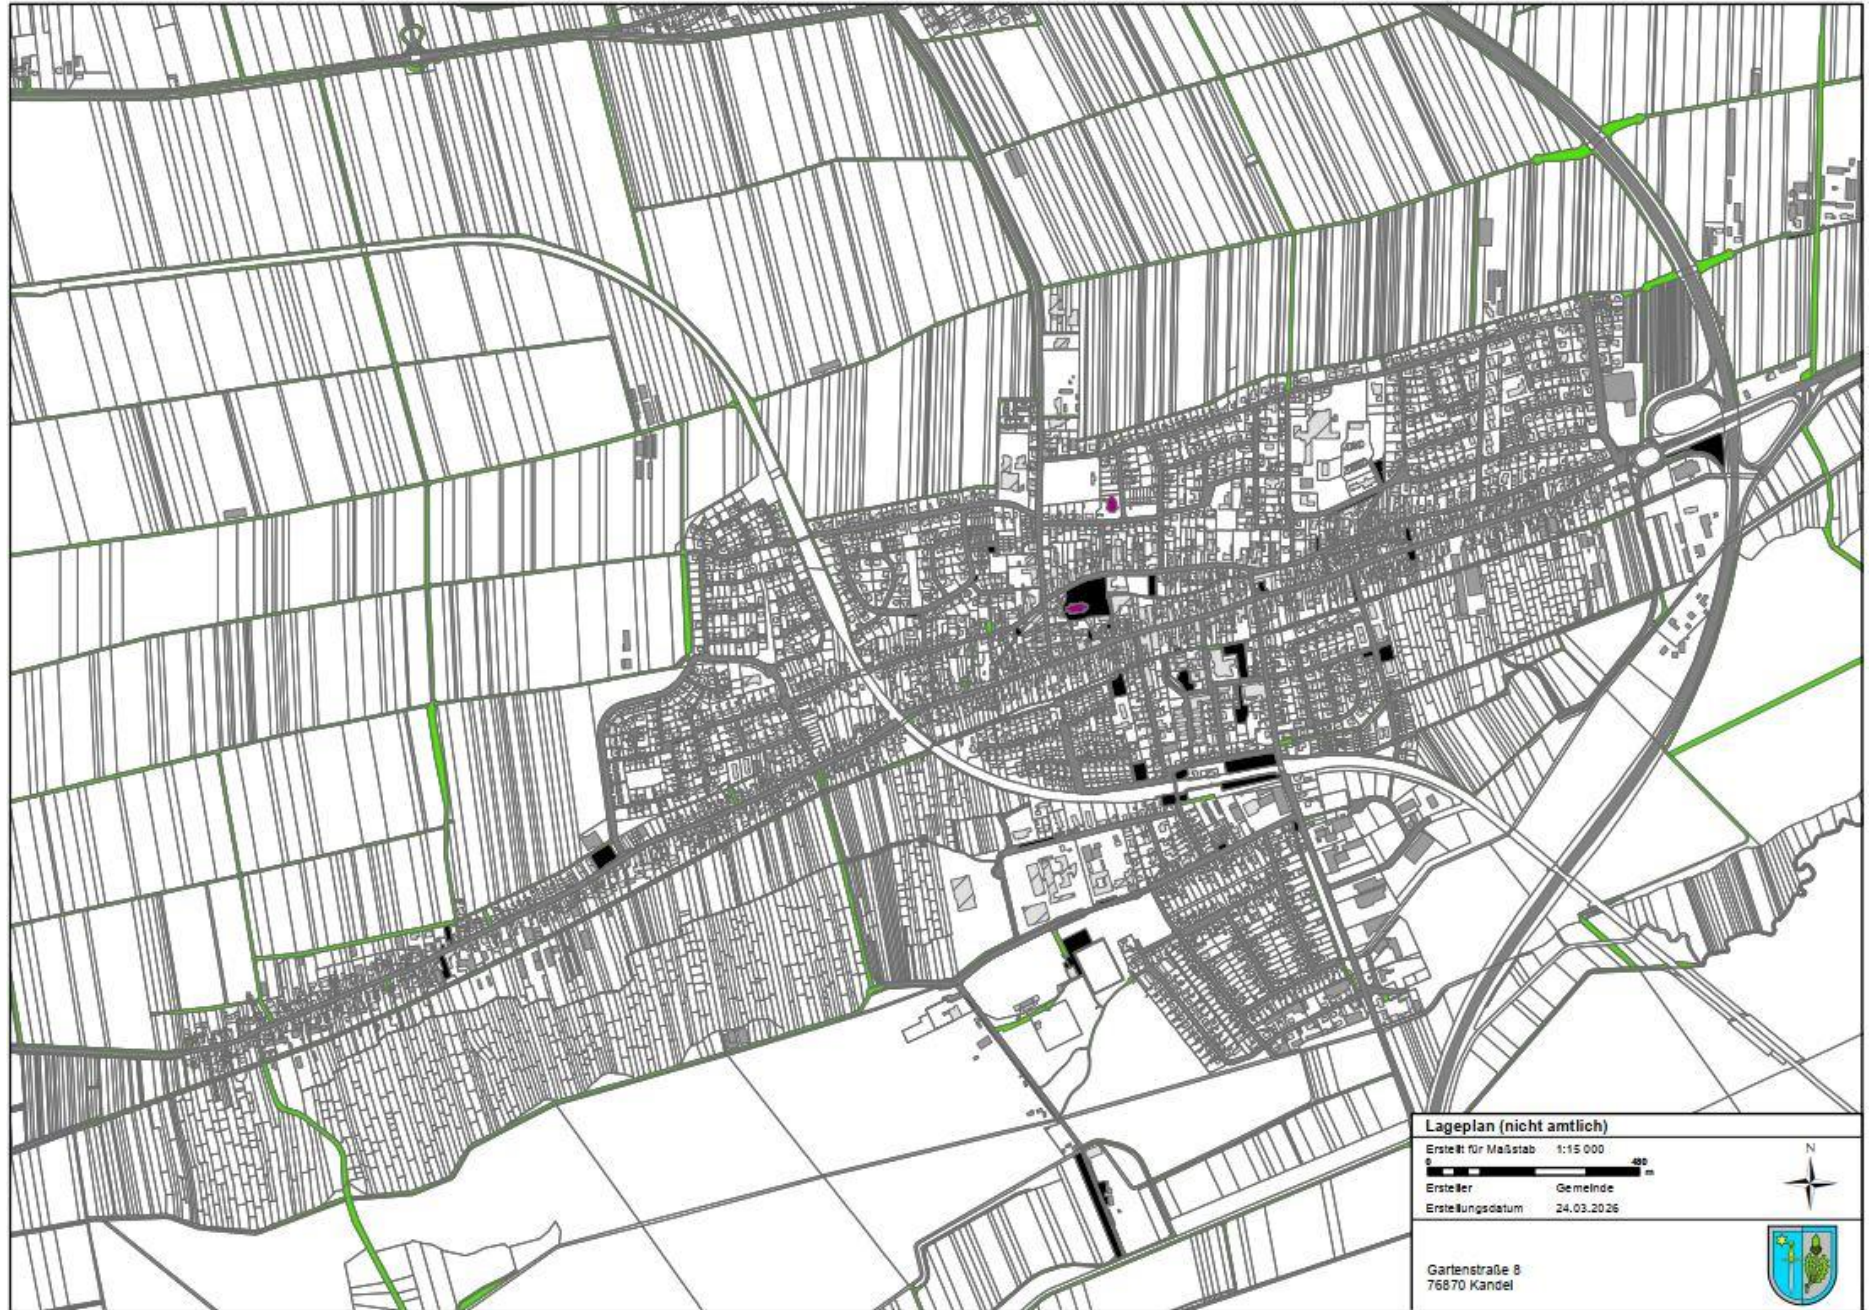 Lageplan (nicht amtlich)
Erstellt für Maßstab 1:15 000
0 480 m
Ersteller Gemeinde
Erstellungsdatum 24.03.2026
N
Gartenstraße 8
76870 Kandel